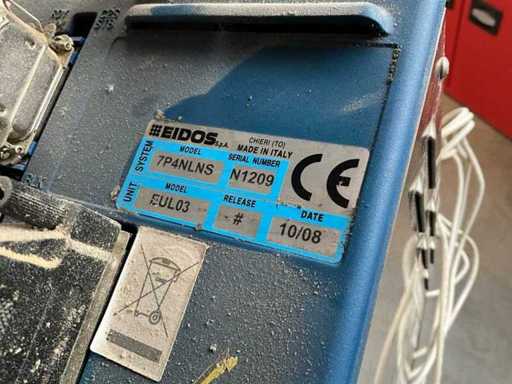 EIDOS S.p.A. CHIERI (TO)
MADE IN ITALY
SYSTEM MODEL SERIAL NUMBER
7P4NLNS N1209
CE
UNIT MODEL RELEASE DATE
EUL03 # 10/08